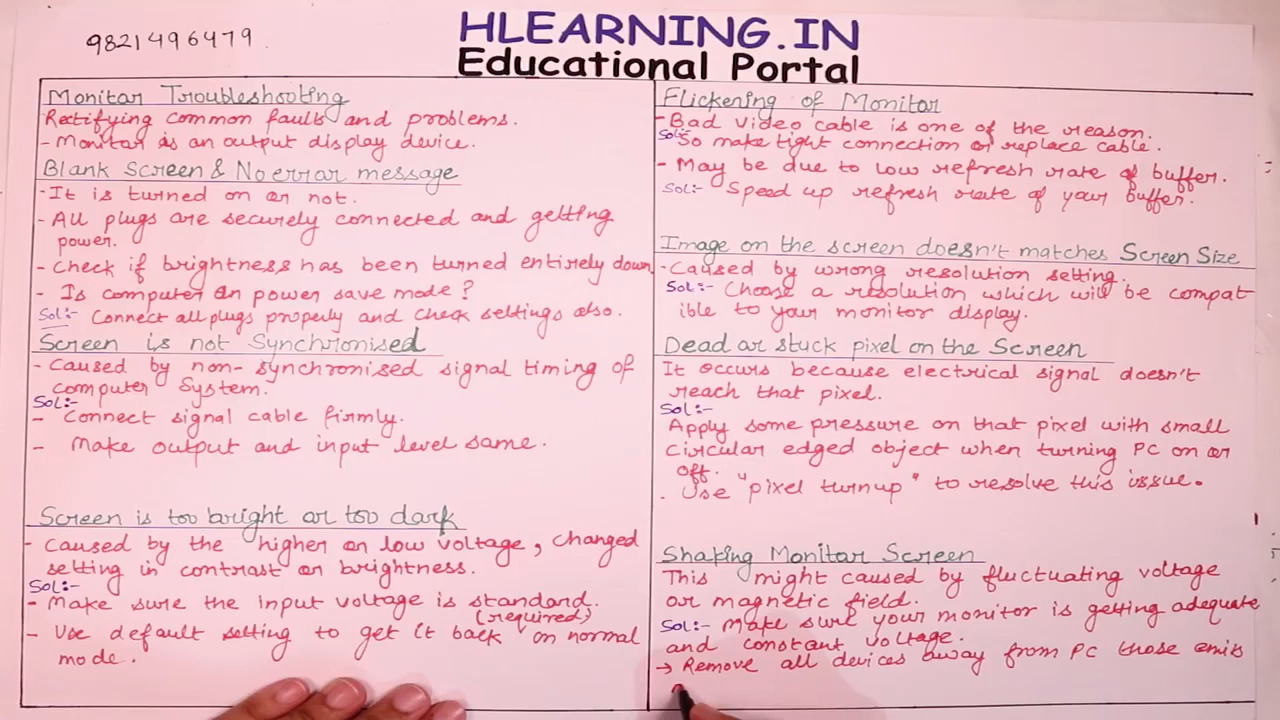 9821496479
HLEARNING.IN
Educational Portal
Monitar Troubleshooting
Rectifying common faults and problems.
- Monitar is an output display device.
Blank Screen & No errar message
- It is turned on or not.
- All plugs are securely connected and getting
power.
- Check if brightness has been turned entirely down
- Is computer in power save mode?
Sol:- Connect all plugs properly and check settings also.
Screen is not Synchronised
- Caused by non-synchronised signal timing of
computer System.
Sol:-
- Connect signal cable firmly.
- Make output and input level same.
Screen is too bright or too dark
- Caused by the higher or low voltage, changed
setting in contrast or brightness.
Sol:-
- Make sure the input voltage is standard.
(required)
- Use default setting to get it back on normal
mode.
Flickening of Monitar
- Bad video cable is one of the reason.
Sol:- So make tight connection or replace cable.
- May be due to low refresh rate of buffer.
Sol:- Speed up refresh rate of your buffer.
Image on the screen doesn't matches Screen Size
- Caused by wrong resolution setting.
Sol:- Choose a resolution which will be compat
ible to your monitor display.
Dead or stuck pixel on the Screen
It occurs because electrical signal doesn't
reach that pixel.
Sol:-
Apply some pressure on that pixel with small
circular edged object when turning PC on or
off.
. Use "pixel turnup" to resolve this issue.
Shaking Monitar Screen
This might caused by fluctuating voltage
or magnetic field.
Sol:- Make sure your monitor is getting adequate
and constant voltage.
→ Remove all devices away from PC those emits